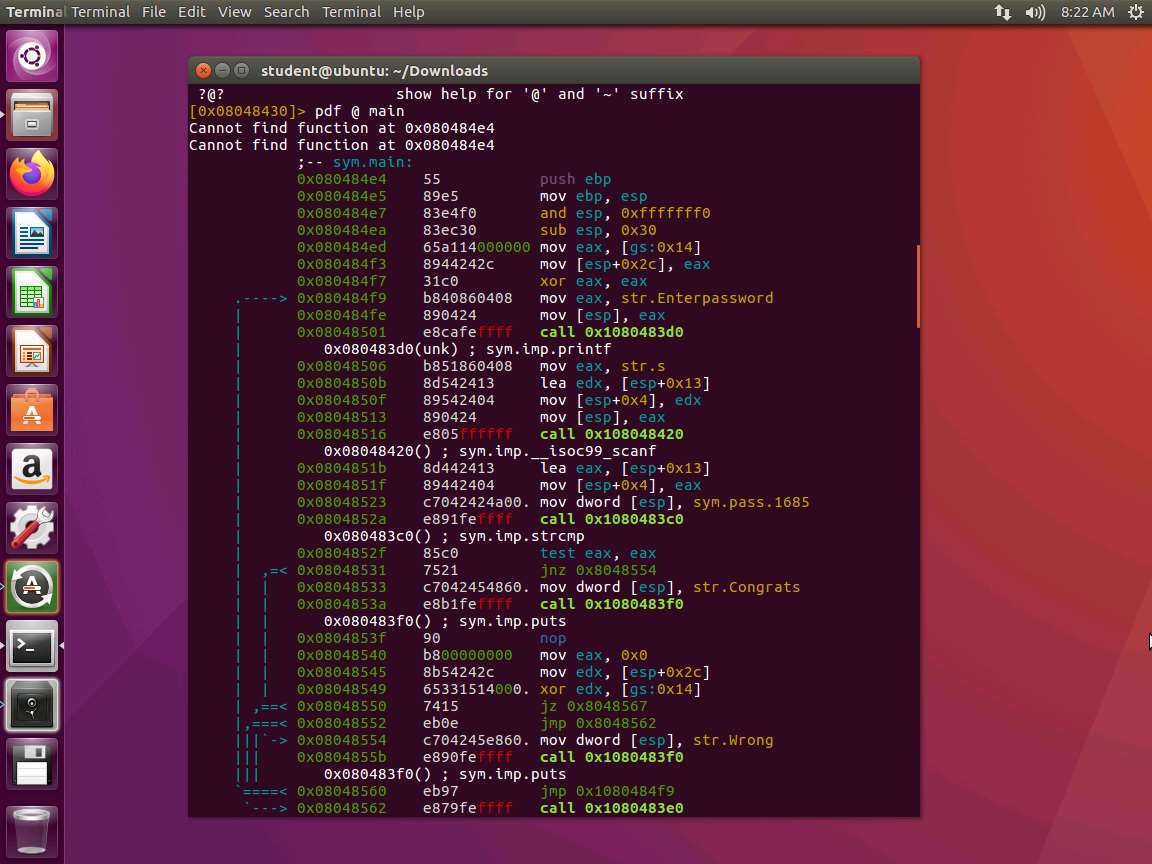 Terminal Terminal File Edit View Search Terminal Help 8:22 AM
student@ubuntu: ~/Downloads
?@? show help for '@' and '~' suffix
[0x08048430]> pdf @ main
Cannot find function at 0x080484e4
Cannot find function at 0x080484e4
;-- sym.main:
0x080484e4 55 push ebp
0x080484e5 89e5 mov ebp, esp
0x080484e7 83e4f0 and esp, 0xfffffff0
0x080484ea 83ec30 sub esp, 0x30
0x080484ed 65a114000000 mov eax, [gs:0x14]
0x080484f3 8944242c mov [esp+0x2c], eax
0x080484f7 31c0 xor eax, eax
.----> 0x080484f9 b840860408 mov eax, str.Enterpassword
| 0x080484fe 890424 mov [esp], eax
| 0x08048501 e8cafeffff call 0x1080483d0
| 0x080483d0(unk) ; sym.imp.printf
| 0x08048506 b851860408 mov eax, str.s
| 0x0804850b 8d542413 lea edx, [esp+0x13]
| 0x0804850f 89542404 mov [esp+0x4], edx
| 0x08048513 890424 mov [esp], eax
| 0x08048516 e805ffffff call 0x108048420
| 0x08048420() ; sym.imp.__isoc99_scanf
| 0x0804851b 8d442413 lea eax, [esp+0x13]
| 0x0804851f 89442404 mov [esp+0x4], eax
| 0x08048523 c7042424a00. mov dword [esp], sym.pass.1685
| 0x0804852a e891feffff call 0x1080483c0
| 0x080483c0() ; sym.imp.strcmp
| 0x0804852f 85c0 test eax, eax
| ,=< 0x08048531 7521 jnz 0x8048554
| | 0x08048533 c7042454860. mov dword [esp], str.Congrats
| | 0x0804853a e8b1feffff call 0x1080483f0
| | 0x080483f0() ; sym.imp.puts
| | 0x0804853f 90 nop
| | 0x08048540 b800000000 mov eax, 0x0
| | 0x08048545 8b54242c mov edx, [esp+0x2c]
| | 0x08048549 65331514000. xor edx, [gs:0x14]
| ,==< 0x08048550 7415 jz 0x8048567
|,===< 0x08048552 eb0e jmp 0x8048562
|||`-> 0x08048554 c704245e860. mov dword [esp], str.Wrong
||| 0x0804855b e890feffff call 0x1080483f0
||| 0x080483f0() ; sym.imp.puts
`====< 0x08048560 eb97 jmp 0x1080484f9
`---> 0x08048562 e879feffff call 0x1080483e0